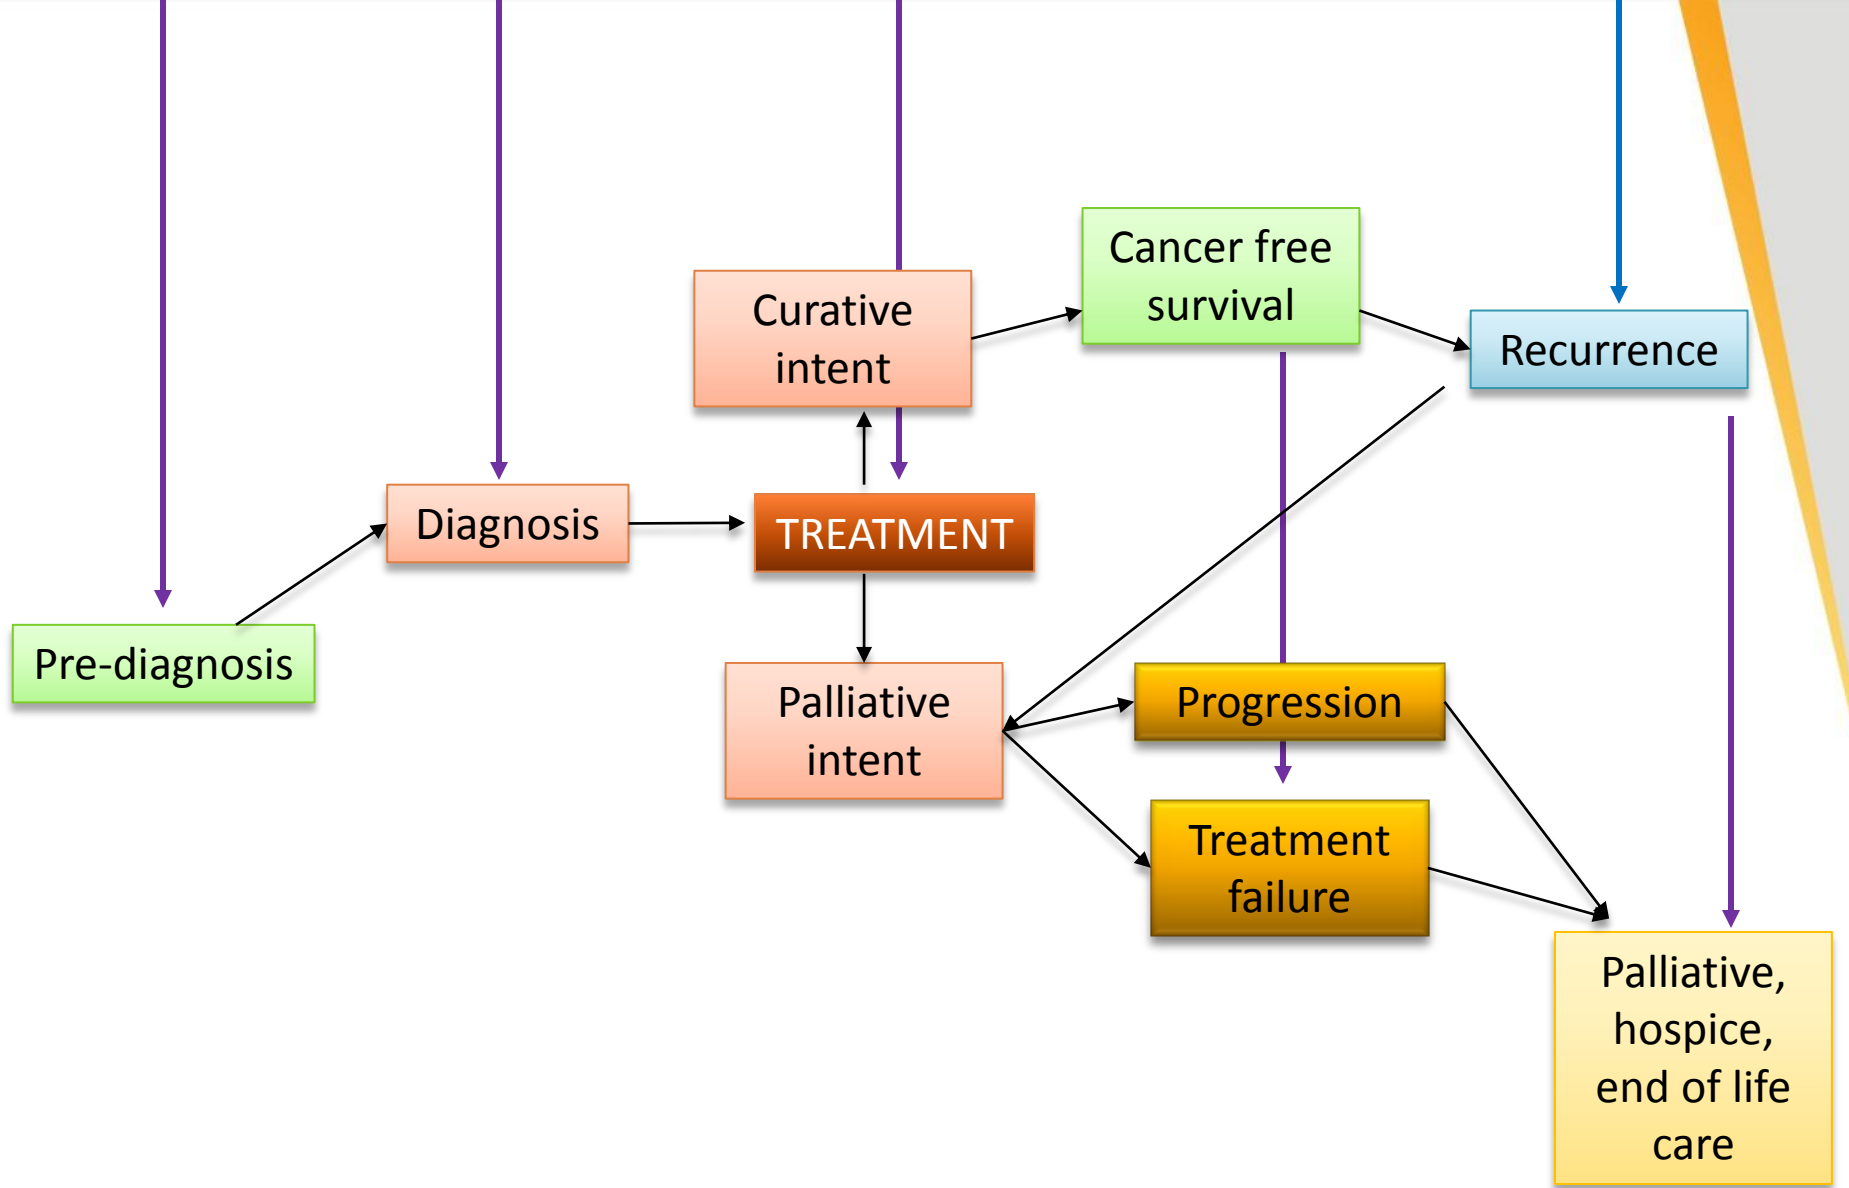 Cancer free
survival
Curative
intent
Recurrence
Diagnosis
TREATMENT
Pre-diagnosis
Palliative
intent
Progression
Treatment
failure
Palliative,
hospice,
end of life
care